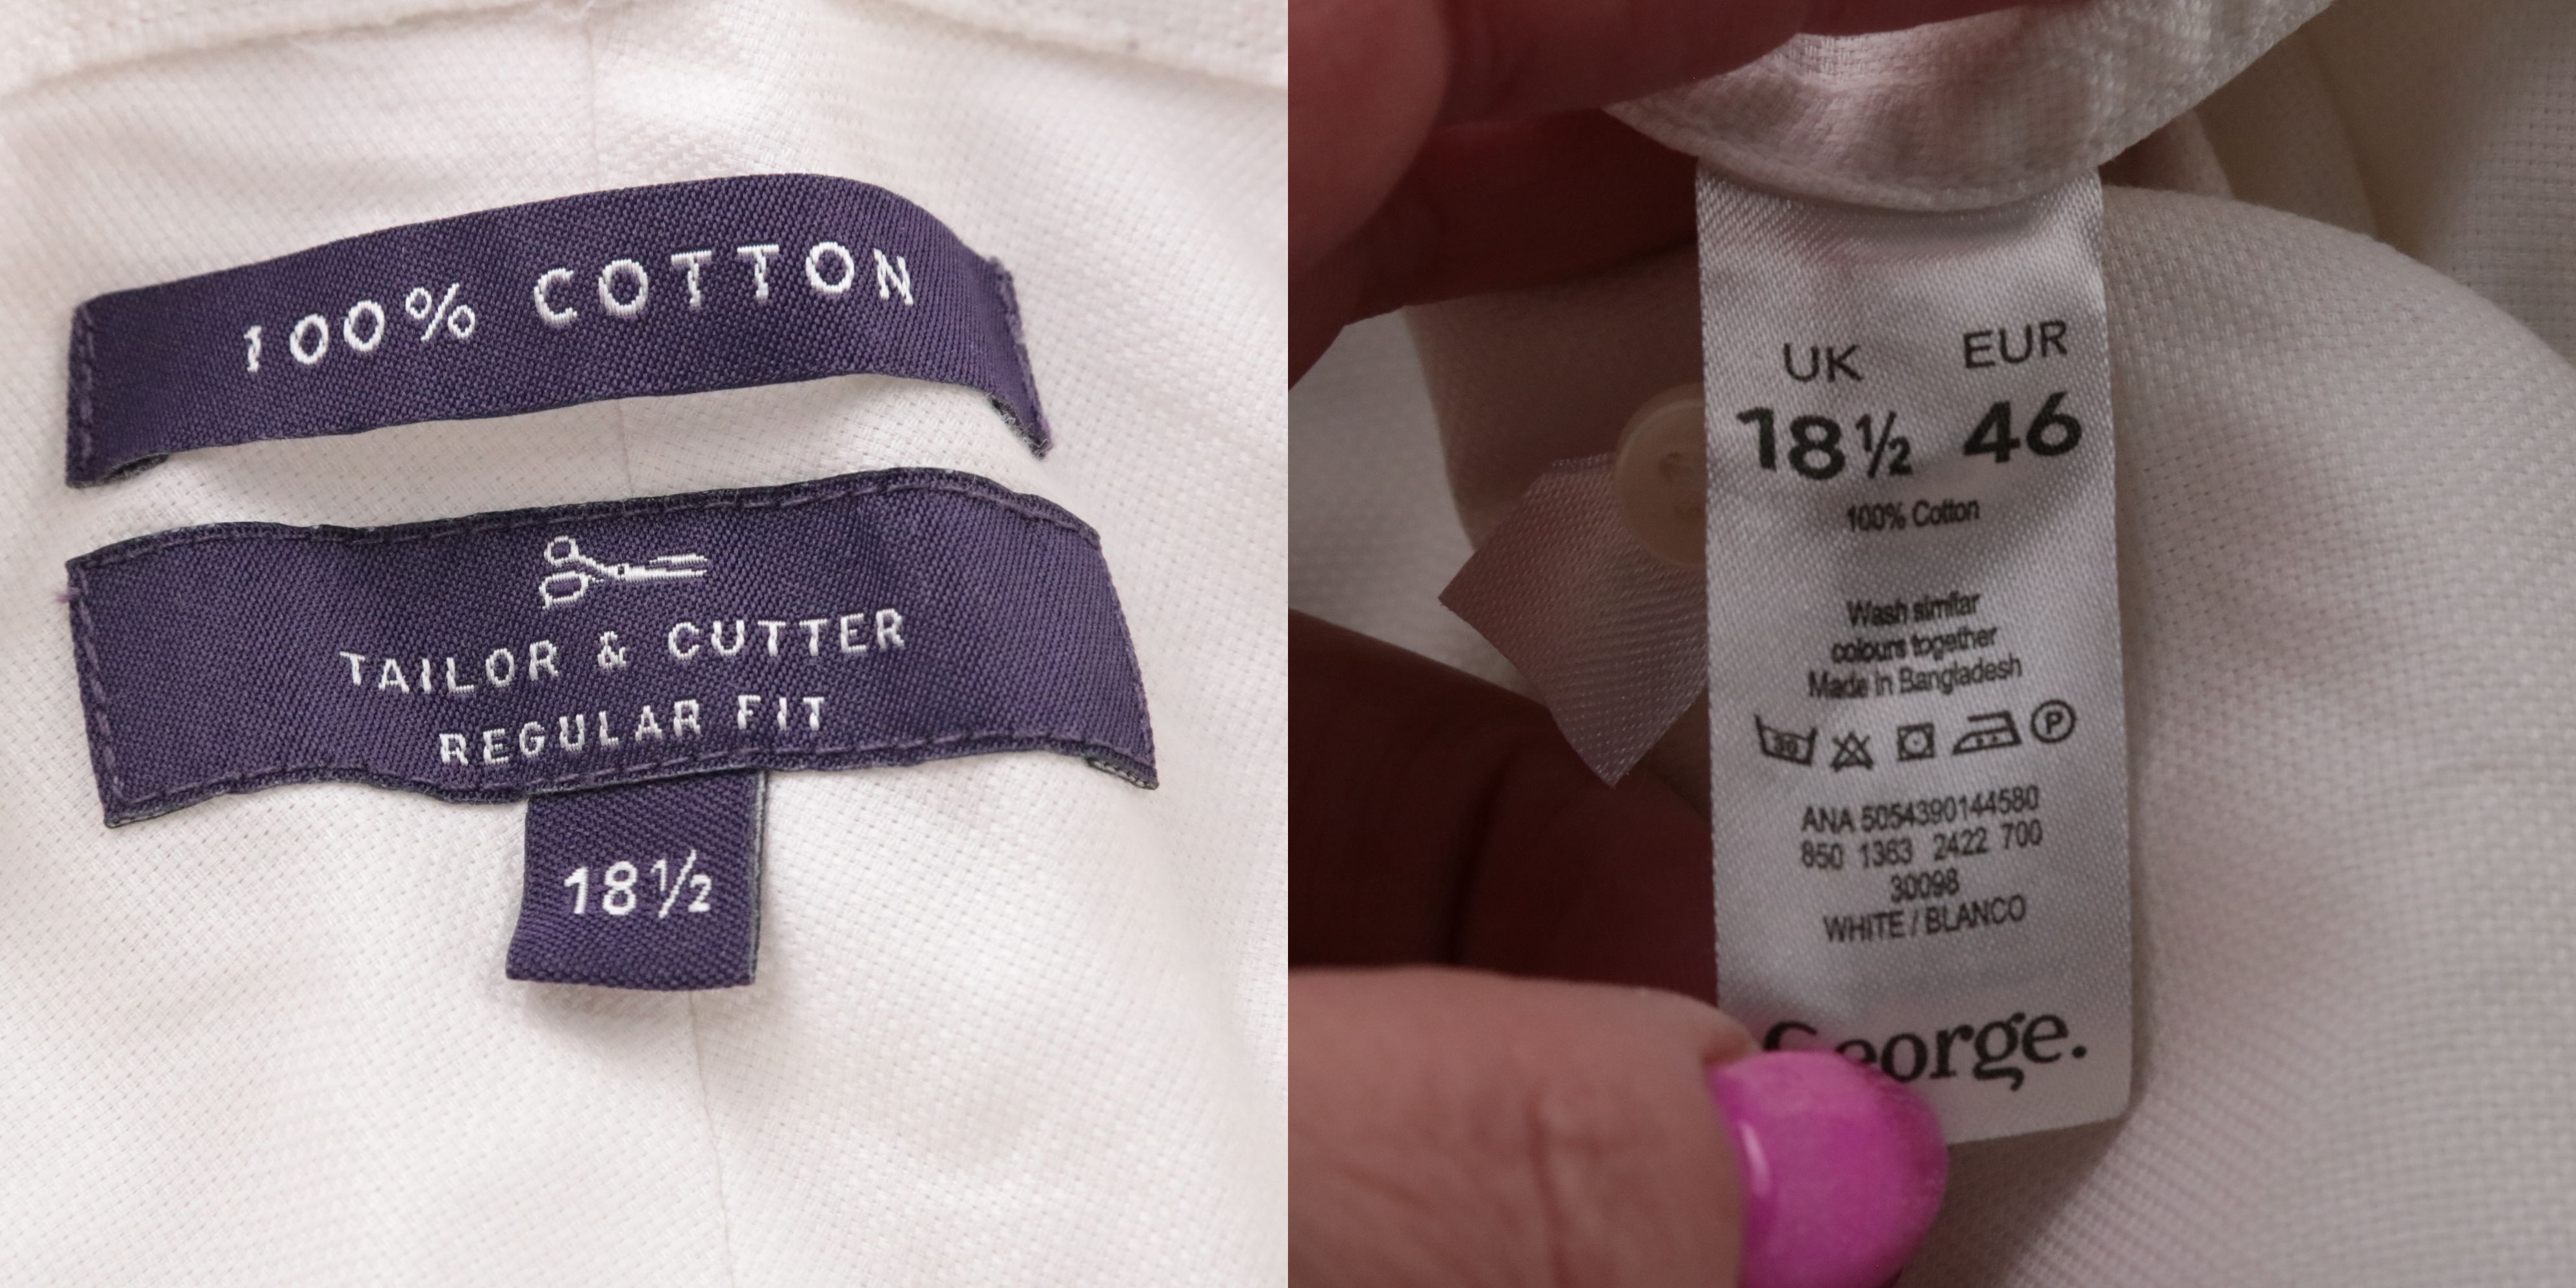 100% COTTON
TAILOR & CUTTER
REGULAR FIT
18½
UK EUR
18½ 46
100% Cotton
Wash similar
colours together
Made in Bangladesh
30 P
ANA 5054390144580
850 1363 2422 700
30098
WHITE / BLANCO
George.